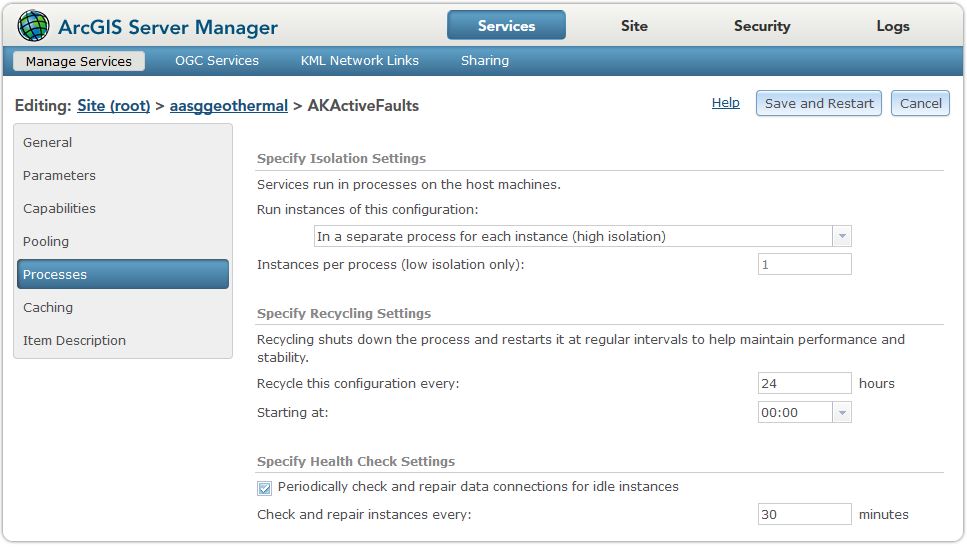 ArcGIS Server Manager
Services
Site
Security
Logs
Manage Services
OGC Services
KML Network Links
Sharing
Editing: Site (root) > aasggeothermal > AKActiveFaults
Help
Save and Restart
Cancel
General
Parameters
Capabilities
Pooling
Processes
Caching
Item Description
Specify Isolation Settings
Services run in processes on the host machines.
Run instances of this configuration:
In a separate process for each instance (high isolation)
Instances per process (low isolation only): 1
Specify Recycling Settings
Recycling shuts down the process and restarts it at regular intervals to help maintain performance and
stability.
Recycle this configuration every: 24 hours
Starting at: 00:00
Specify Health Check Settings
Periodically check and repair data connections for idle instances
Check and repair instances every: 30 minutes